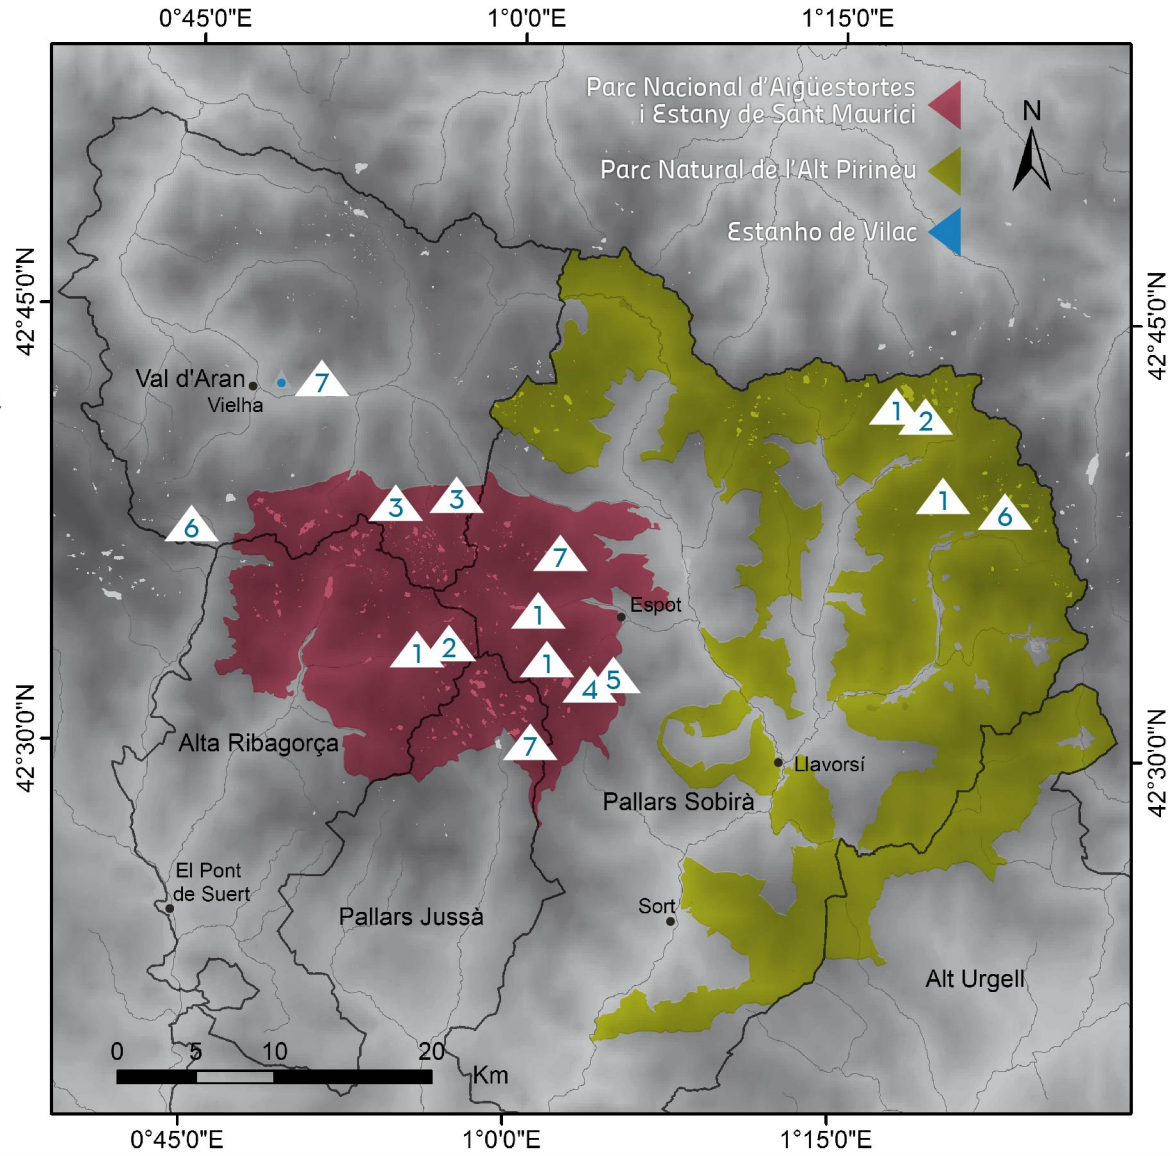 0°45'0"E
1°0'0"E
1°15'0"E
Parc Nacional d'Aigüestortes
i Estany de Sant Maurici
N
Parc Natural de l'Alt Pirineu
Estanho de Vilac
42°45'0"N
42°45'0"N
Val d'Aran
7
Vielha
1
2
3
3
1
6
6
7
1
Espot
1
2
1
4
5
42°30'0"N
42°30'0"N
Alta Ribagorça
7
Llavorsí
Pallars Sobirà
El Pont
de Suert
Pallars Jussà
Sort
Alt Urgell
0
5
10
20
Km
0°45'0"E
1°0'0"E
1°15'0"E